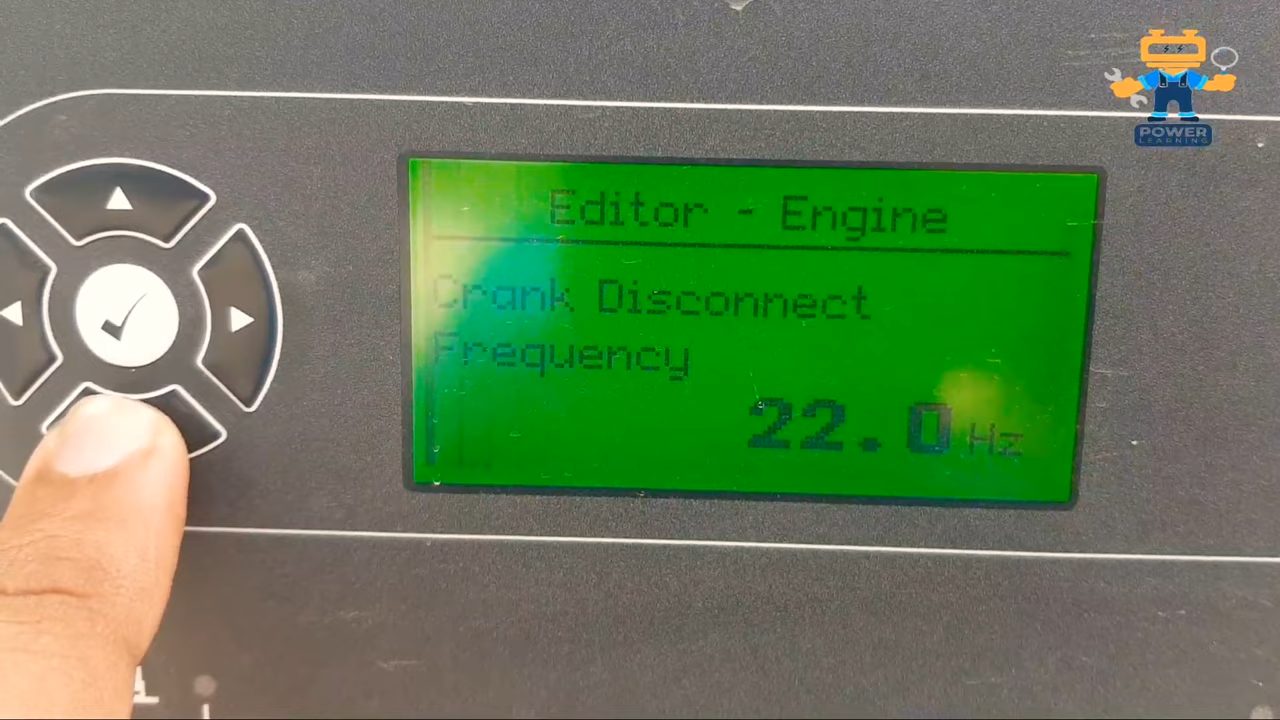 Editor - Engine
Crank Disconnect
Frequency
22.0 Hz
POWER
LEARNING